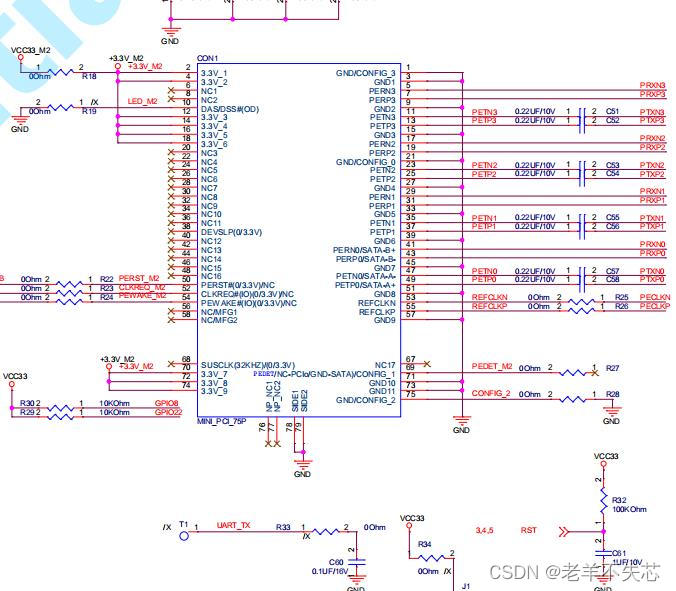 GND
VCC33_M2
0Ohm 1 2 R18
+3.3V_M2
+3.3V_M2
0Ohm 1 /X 2 R19
LED_M2
GND
CON1
2 3.3V_1
4 3.3V_2
6 NC1
8 NC2
10 DAS/DSS#(OD)
12 3.3V_3
14 3.3V_4
16 3.3V_5
18 3.3V_6
20 NC3
22 NC4
24 NC5
26 NC6
28 NC7
30 NC8
32 NC9
34 NC10
36 NC11
38 DEVSLP(0/3.3V)
40 NC12
42 NC13
44 NC14
46 NC15
48 NC16
50 PERST#(0/3.3V)/NC
52 CLKREQ#(IO)(0/3.3V)/NC
54 PEWAKE#(IO)(0/3.3V)/NC
56 NC/MFG1
58 NC/MFG2
68 SUSCLK(32KHZ)/(0/3.3V)
70 3.3V_7
72 3.3V_8
74 3.3V_9
GND/CONFIG_3 1
GND1 3
PERN3 5
PERP3 7
GND2 9
PETN3 11
PETP3 13
GND3 15
PERN2 17
PERP2 19
GND/CONFIG_0 21
PETN2 23
PETP2 25
GND4 27
PERN1 29
PERP1 31
GND5 33
PETN1 35
PETP1 37
GND6 39
PERN0/SATA-B+ 41
PERP0/SATA-B- 43
GND7 45
PETN0/SATA-A- 47
PETP0/SATA-A+ 49
GND8 51
REFCLKN 53
REFCLKP 55
GND9 57
NC17 67
PEDET/NC-PCIo/GND-SATA)/CONFIG_1 69
GND10 71
GND11 73
GND/CONFIG_2 75
NP_NC1 76
NP_NC2 77
SIDE1 78
SIDE2 79
MINI_PCI_75P
GND
B 0Ohm 2 1 R22 PERST_M2
0Ohm 2 1 R23 CLKREQ_M2
0Ohm 2 1 R24 PEWAKE_M2
VCC33
+3.3V_M2
+3.3V_M2
R30 2 1 10KOhm GPIO8
R29 2 1 10KOhm GPIO22
PRXN3
PRXP3
PETN3 0.22UF/10V 1 2 C51 PTXN3
PETP3 0.22UF/10V 1 2 C52 PTXP3
PRXN2
PRXP2
PETN2 0.22UF/10V 1 2 C53 PTXN2
PETP2 0.22UF/10V 1 2 C54 PTXP2
PRXN1
PRXP1
PETN1 0.22UF/10V 1 2 C55 PTXN1
PETP1 0.22UF/10V 1 2 C56 PTXP1
PRXN0
PRXP0
PETN0 0.22UF/10V 1 2 C57 PTXN0
PETP0 0.22UF/10V 1 2 C58 PTXP0
REFCLKN 0Ohm 2 1 R25 PECLKN
REFCLKP 0Ohm 2 1 R26 PECLKP
PEDET_M2 0Ohm 2 1 R27
CONFIG_2 0Ohm 2 1 R28
GND
GND
/X T1 1 UART_TX R33 1 2 0Ohm
/X
C60
0.1UF/16V
2
1
GND
VCC33
R34
1 2
0Ohm /X
J1
3,4,5 RST
VCC33
2
R32
100KOhm
1
2
C61
1UF/10V
1
GND
CSDN @老羊不失芯